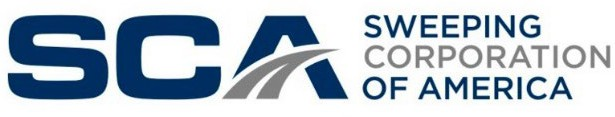 SCA
SWEEPING
CORPORATION
OF AMERICA